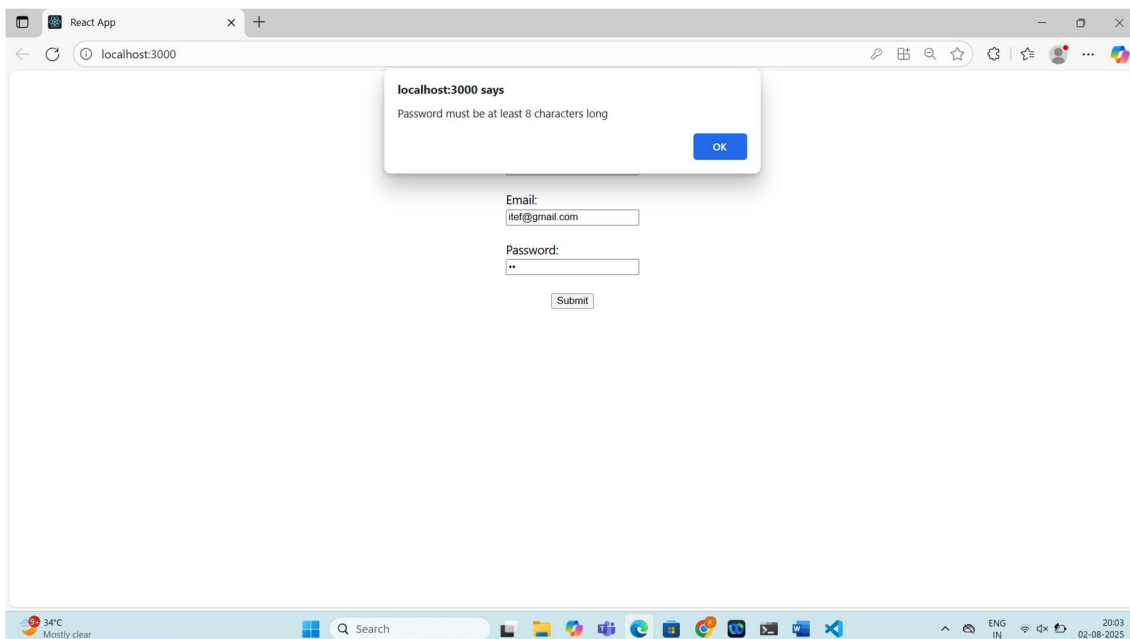 React App
localhost:3000
localhost:3000 says
Password must be at least 8 characters long
OK
Email:
itef@gmail.com
Password:
••
Submit
9+
34°C
Mostly clear
Search
ENG
IN
20:03
02-08-2025